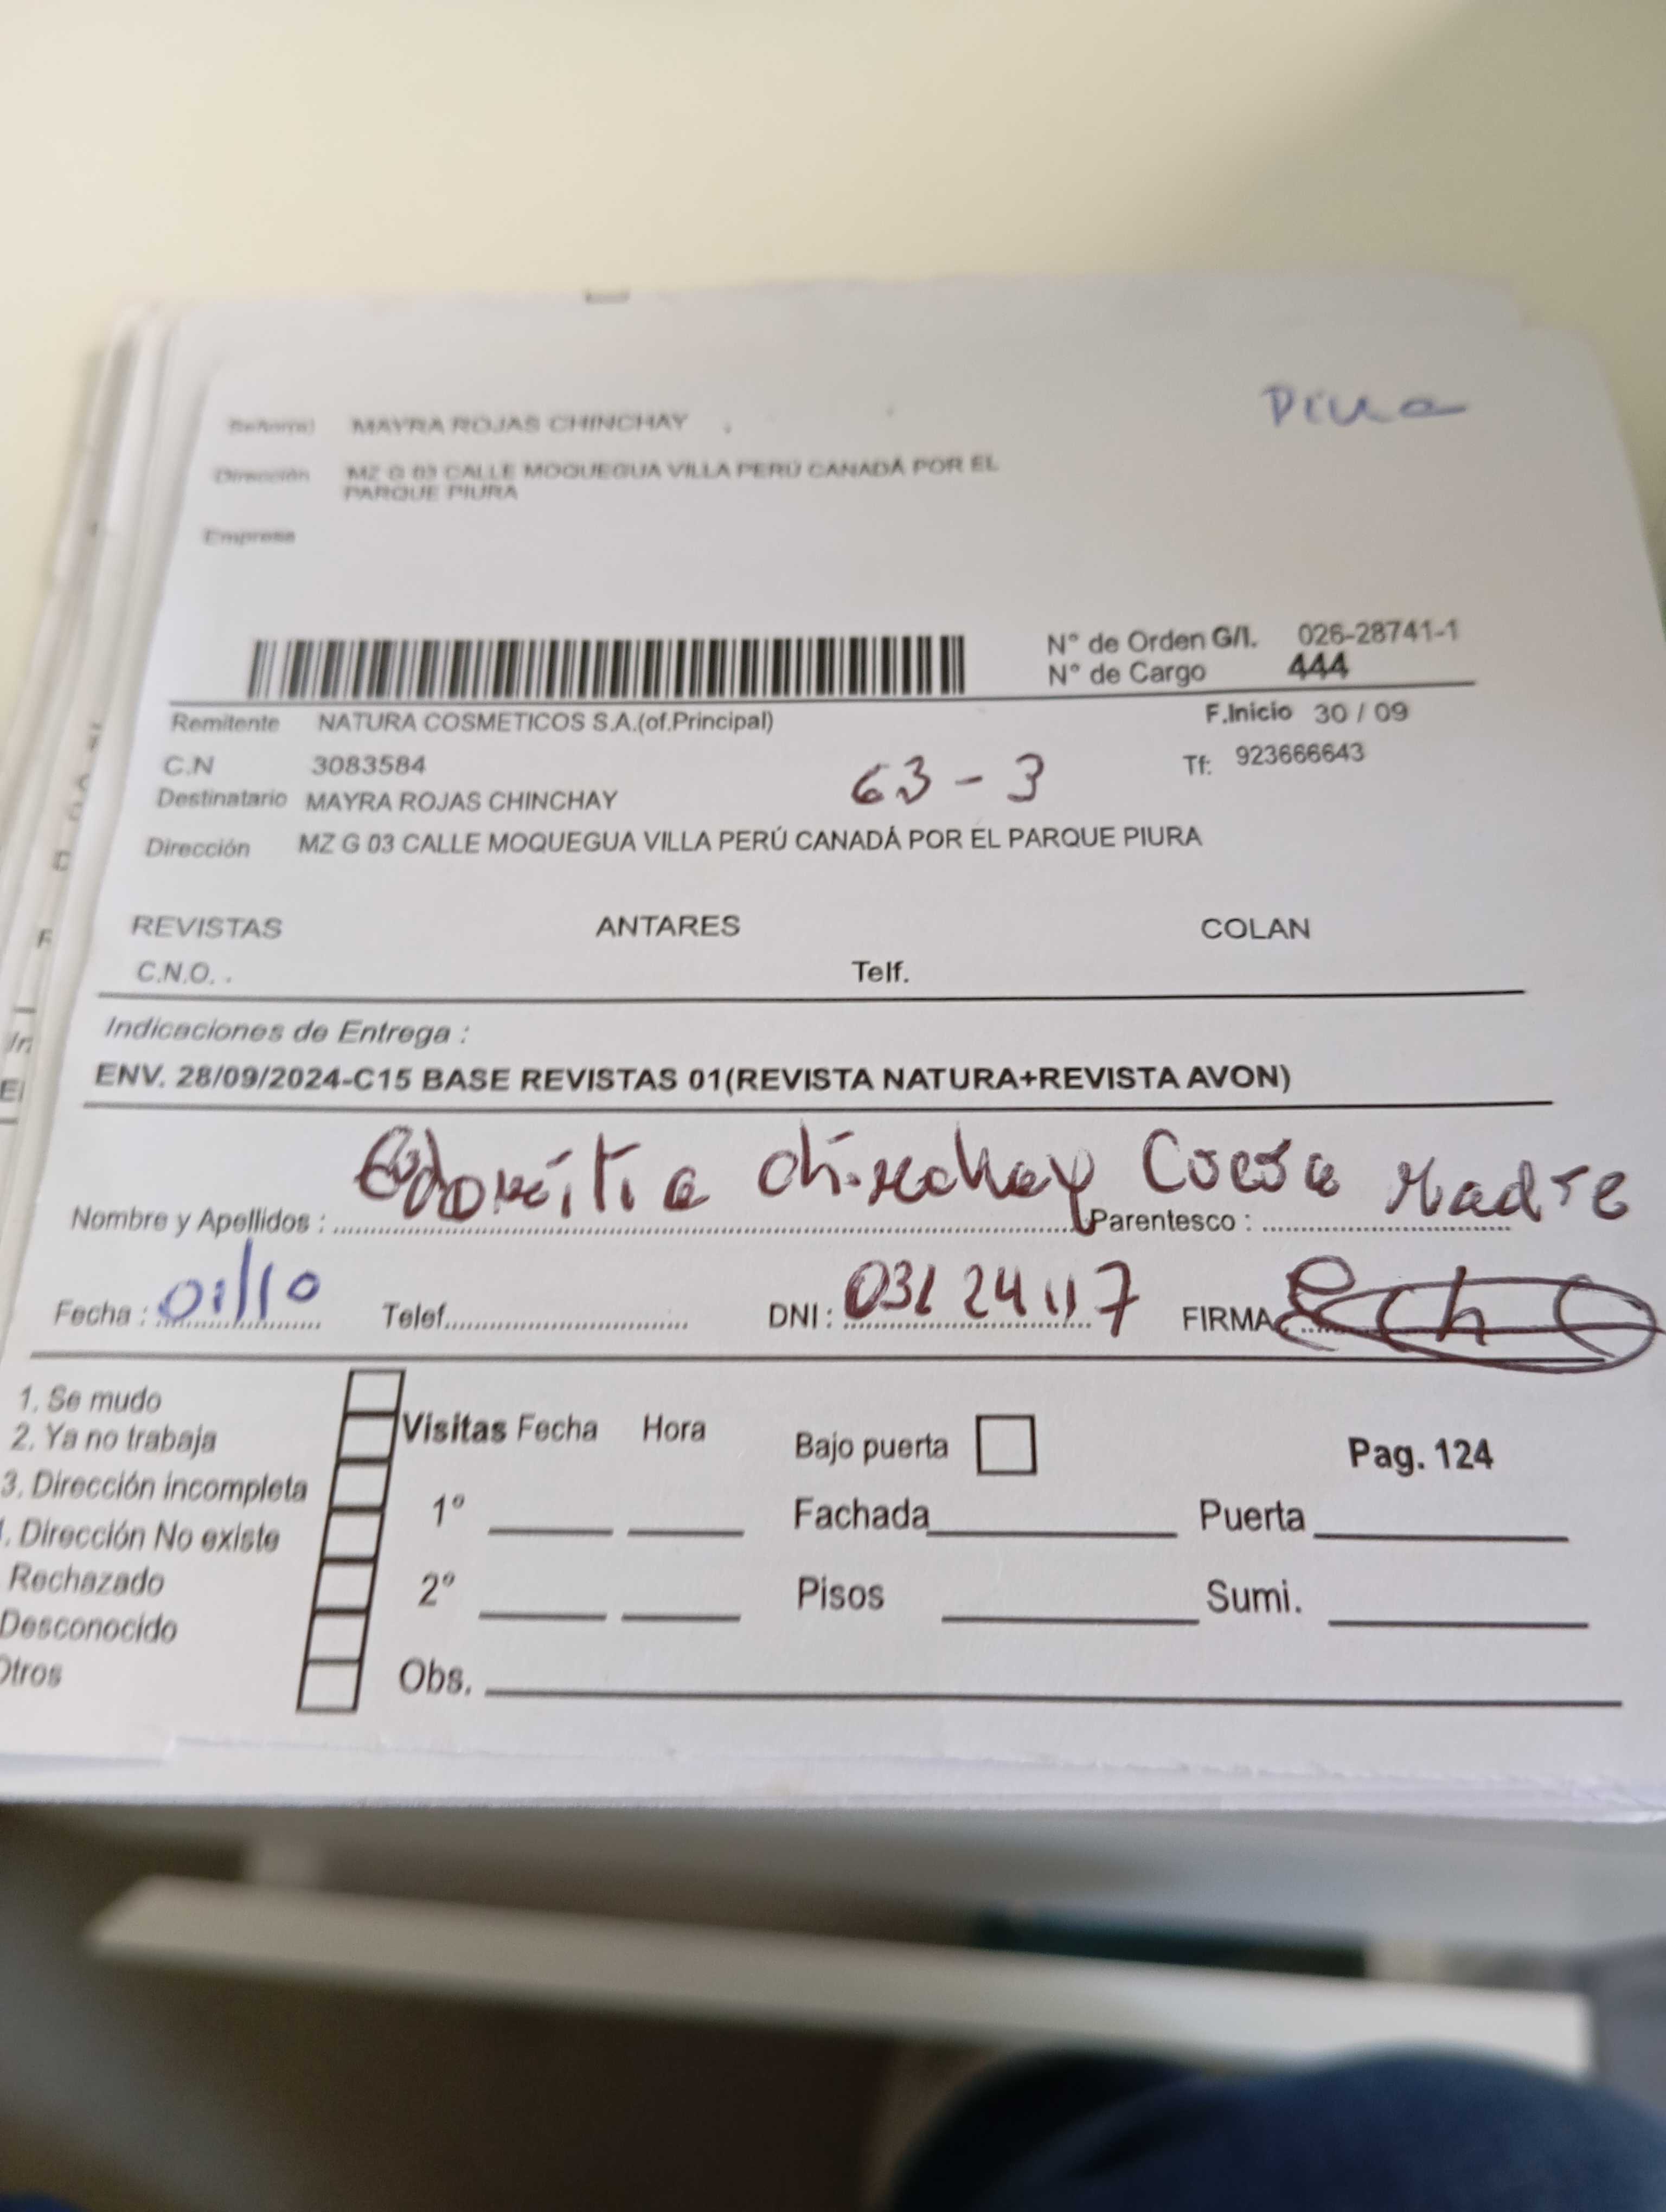 Piura
Señor(a) MAYRA ROJAS CHINCHAY
Dirección MZ G 03 CALLE MOQUEGUA VILLA PERÚ CANADÁ POR EL
PARQUE PIURA
Empresa
N° de Orden G/I. 026-28741-1
N° de Cargo 444
Remitente NATURA COSMETICOS S.A.(of.Principal) F.Inicio 30 / 09
C.N 3083584 63 - 3 Tf: 923666643
Destinatario MAYRA ROJAS CHINCHAY
Dirección MZ G 03 CALLE MOQUEGUA VILLA PERÚ CANADÁ POR EL PARQUE PIURA
REVISTAS ANTARES COLAN
C.N.O. . Telf.
Indicaciones de Entrega :
ENV. 28/09/2024-C15 BASE REVISTAS 01(REVISTA NATURA+REVISTA AVON)
Nombre y Apellidos : chinchay Parentesco : Madre
Fecha : 01/10 Telef. DNI : FIRMA
1. Se mudo
2. Ya no trabaja
3. Dirección incompleta
. Dirección No existe
Rechazado
Desconocido
Otros
Visitas Fecha Hora
1º
2º
Obs.
Bajo puerta Pag. 124
Fachada Puerta
Pisos Sumi.